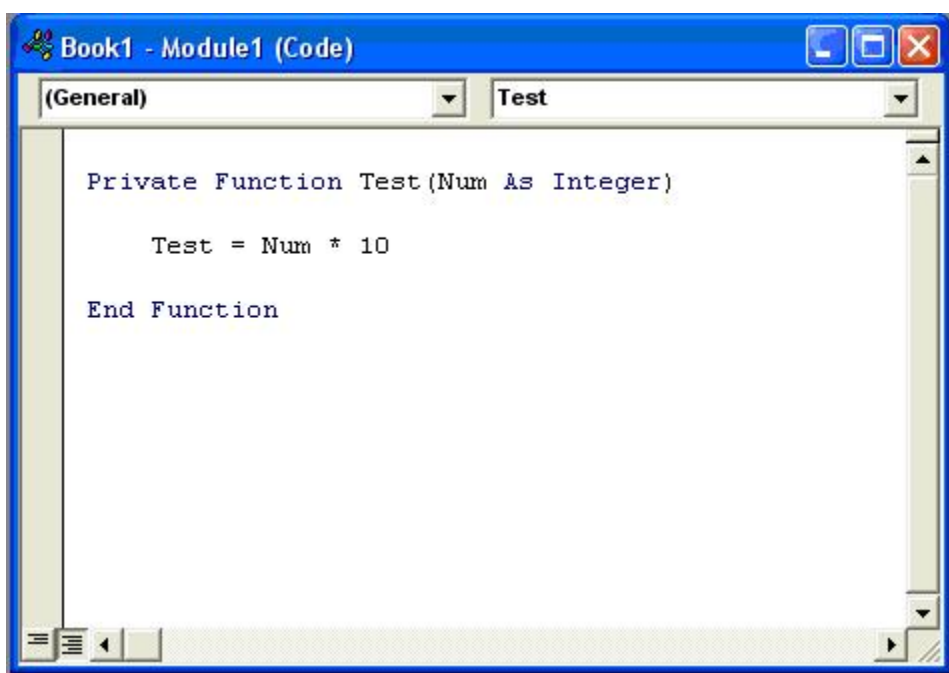 Book1 - Module1 (Code)
(General) Test
Private Function Test(Num As Integer)
Test = Num * 10
End Function